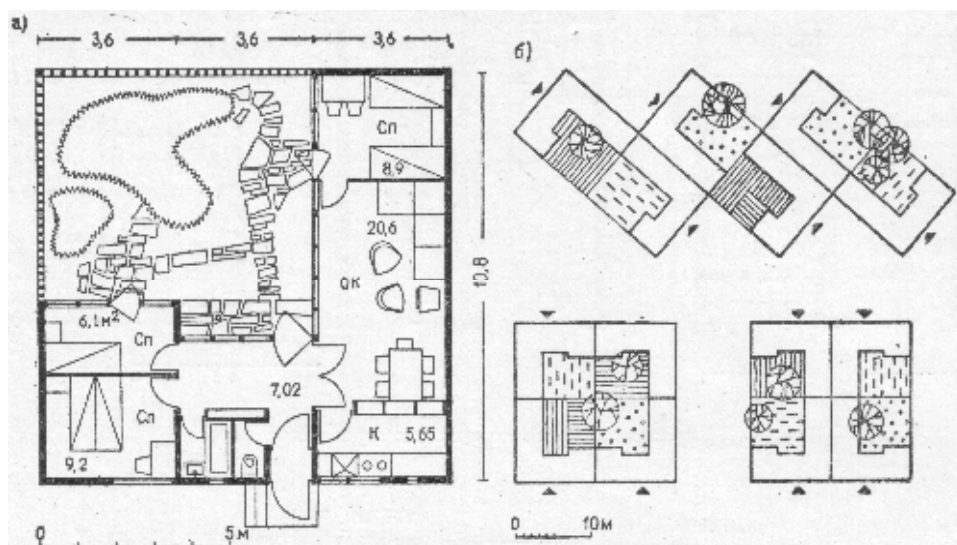 а)
3,6 3,6 3,6
Сп
8,9
20,6
ОК
10,8
6,1м²
Сп
7,02
Сп
9,2
К 5,65
0 5м
б)
0 10м